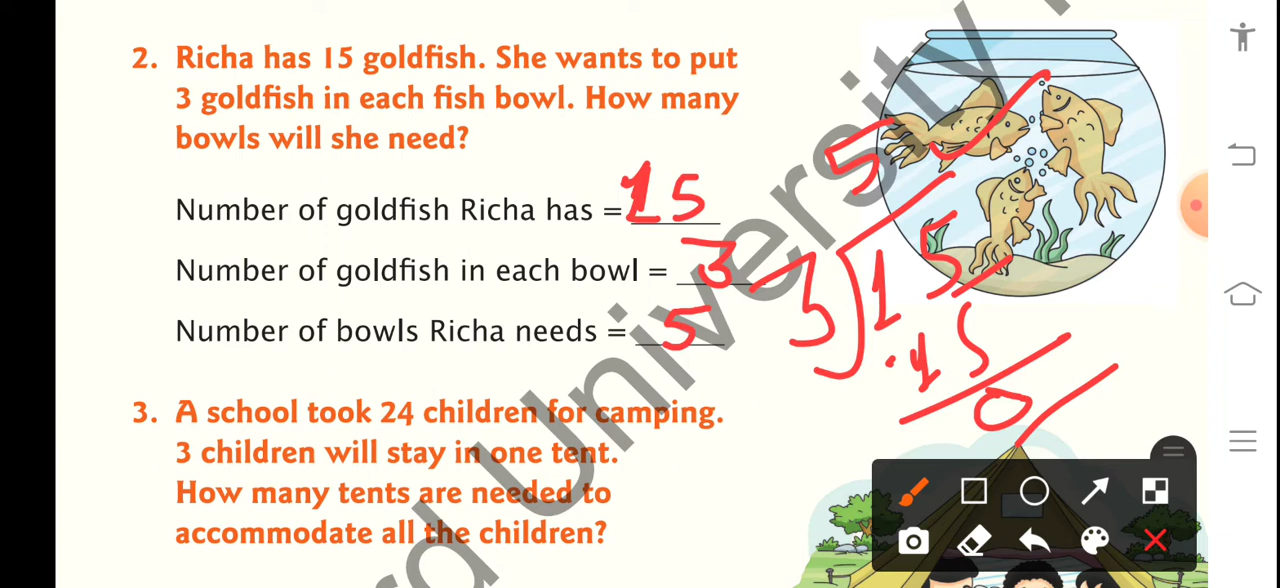 2. Richa has 15 goldfish. She wants to put
3 goldfish in each fish bowl. How many
bowls will she need?
Number of goldfish Richa has = 15
Number of goldfish in each bowl = 3
Number of bowls Richa needs = 5
5
3 15
-15
0
3. A school took 24 children for camping.
3 children will stay in one tent.
How many tents are needed to
accommodate all the children?
University